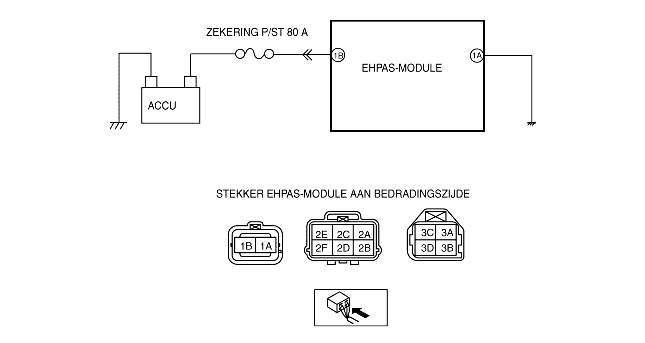 ZEKERING P/ST 80 A
1B
1A
EHPAS-MODULE
ACCU
STEKKER EHPAS-MODULE AAN BEDRADINGSZIJDE
1B 1A
2E 2C 2A
2F 2D 2B
3C 3A
3D 3B